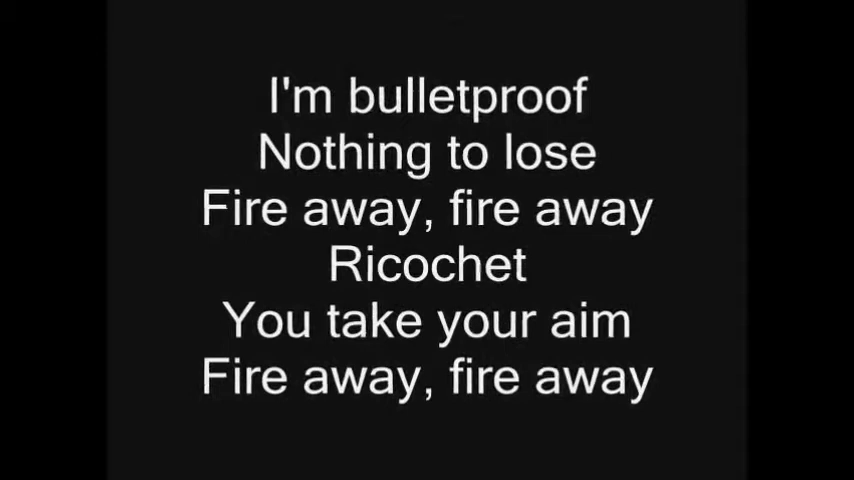 I'm bulletproof
Nothing to lose
Fire away, fire away
Ricochet
You take your aim
Fire away, fire away